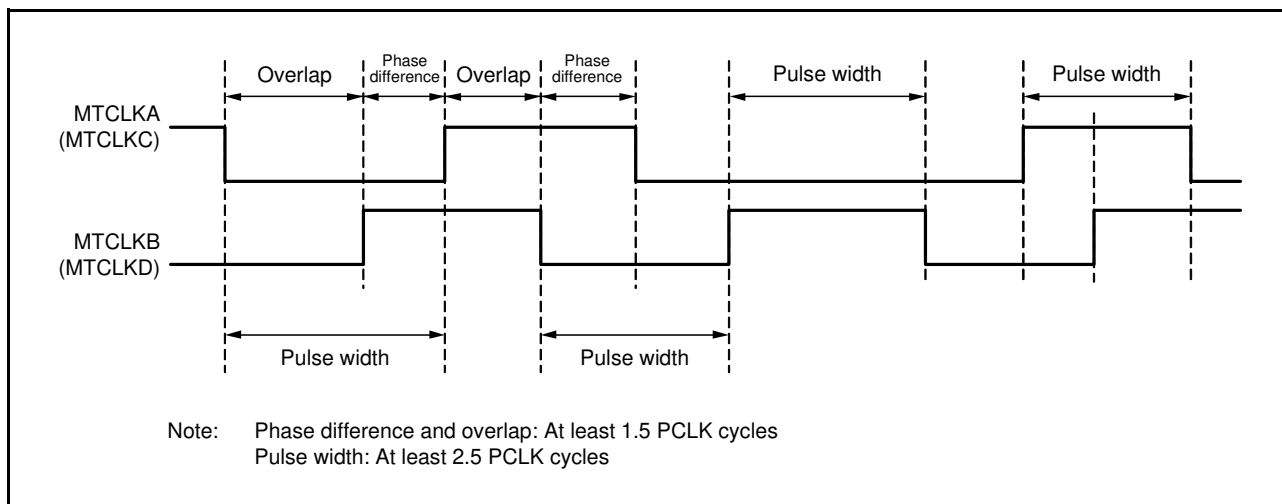 Overlap
Phase
difference
Overlap
Phase
difference
Pulse width
Pulse width
MTCLKA
(MTCLKC)
MTCLKB
(MTCLKD)
Pulse width
Pulse width
Note: Phase difference and overlap: At least 1.5 PCLK cycles
Pulse width: At least 2.5 PCLK cycles